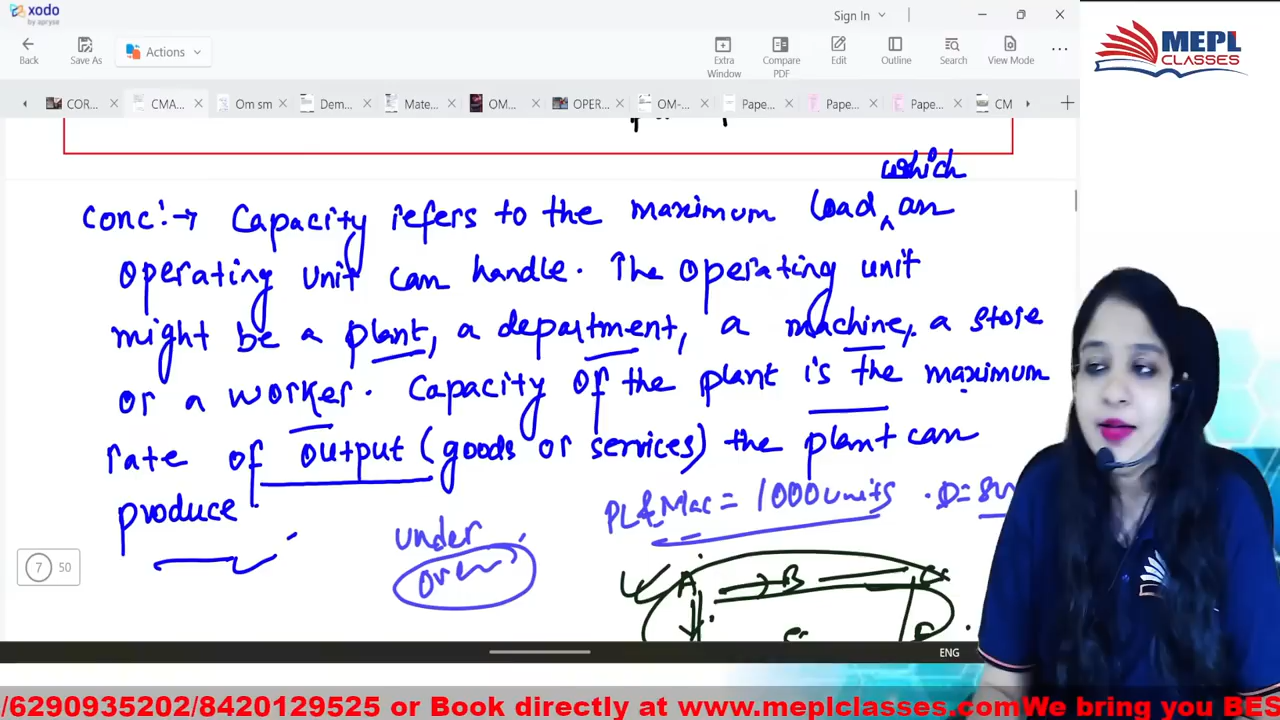 xodo
by apryse
Sign In
Back
Save As
Actions
Extra Window
Compare PDF
Edit
Outline
Search
View Mode
MEPL
CLASSES
COR...
CMA...
Om sm
Dem...
Mate...
OM...
OPER...
OM-...
Pape...
Pape...
Pape...
CM
which
Conc:→ Capacity refers to the maximum load ^ an
operating unit can handle. The operating unit
might be a plant, a department, a machine, a store
or a worker. Capacity of the plant is the maximum
rate of output (goods or services) the plant can
produce
PL & Mac = 1000 units
under
over
A B
7 50
ENG
/6290935202/8420129525 or Book directly at www.meplclasses.comWe bring you BES